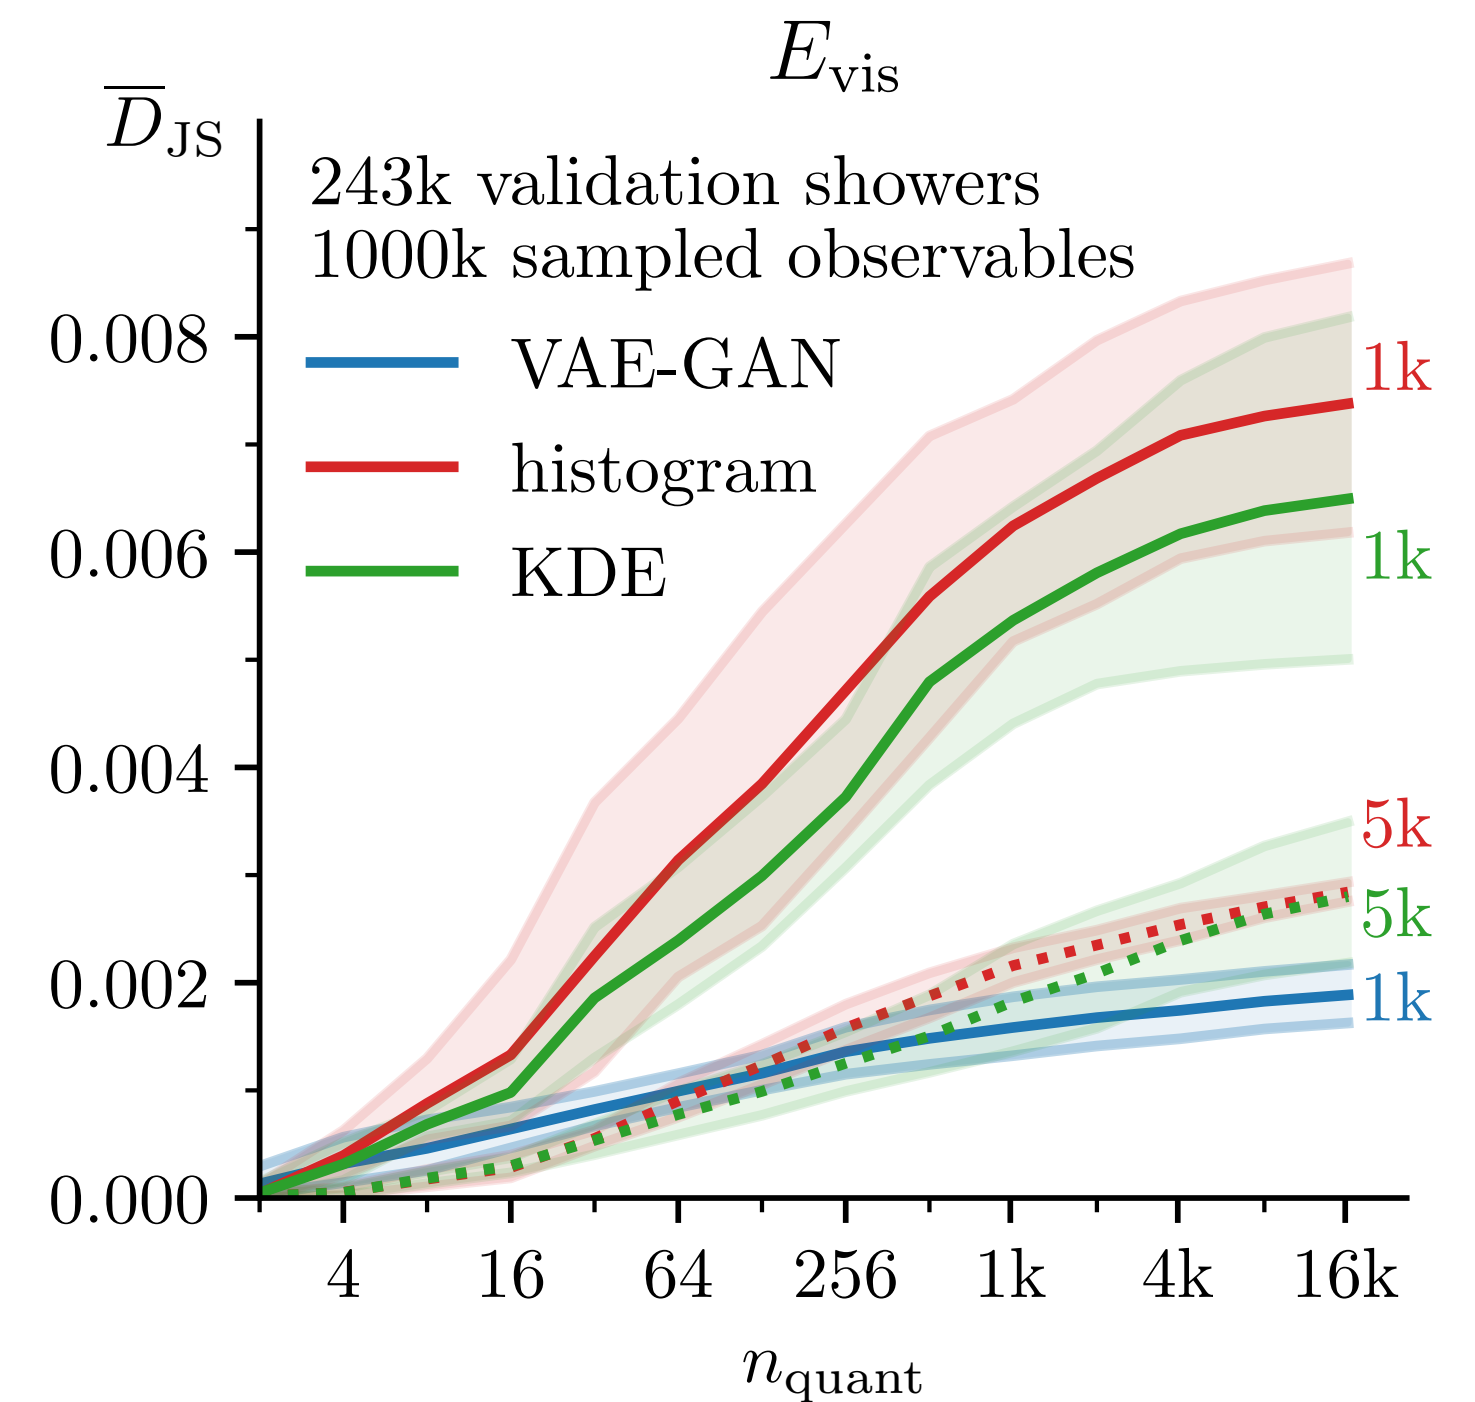 E_vis
D̅_JS
243k validation showers
1000k sampled observables
VAE-GAN
histogram
KDE
0.008
0.006
0.004
0.002
0.000
1k
1k
5k
5k
1k
4 16 64 256 1k 4k 16k
n_quant